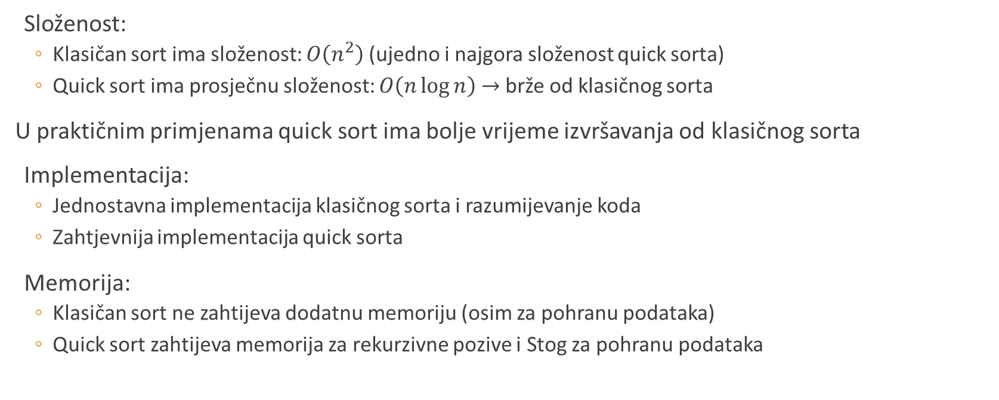 Složenost:
◦ Klasičan sort ima složenost: O(n²) (ujedno i najgora složenost quick sorta)
◦ Quick sort ima prosječnu složenost: O(n log n) → brže od klasičnog sorta
U praktičnim primjenama quick sort ima bolje vrijeme izvršavanja od klasičnog sorta
Implementacija:
◦ Jednostavna implementacija klasičnog sorta i razumijevanje koda
◦ Zahtjevnija implementacija quick sorta
Memorija:
◦ Klasičan sort ne zahtijeva dodatnu memoriju (osim za pohranu podataka)
◦ Quick sort zahtijeva memorija za rekurzivne pozive i Stog za pohranu podataka